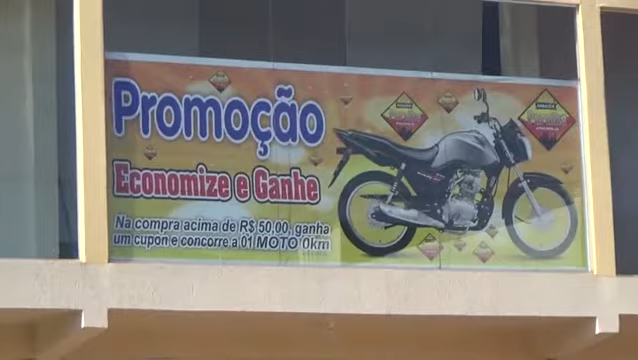 Promoção
Economize e Ganhe
Na compra acima de R$ 50,00, ganha
um cupon e concorre a 01 MOTO 0km